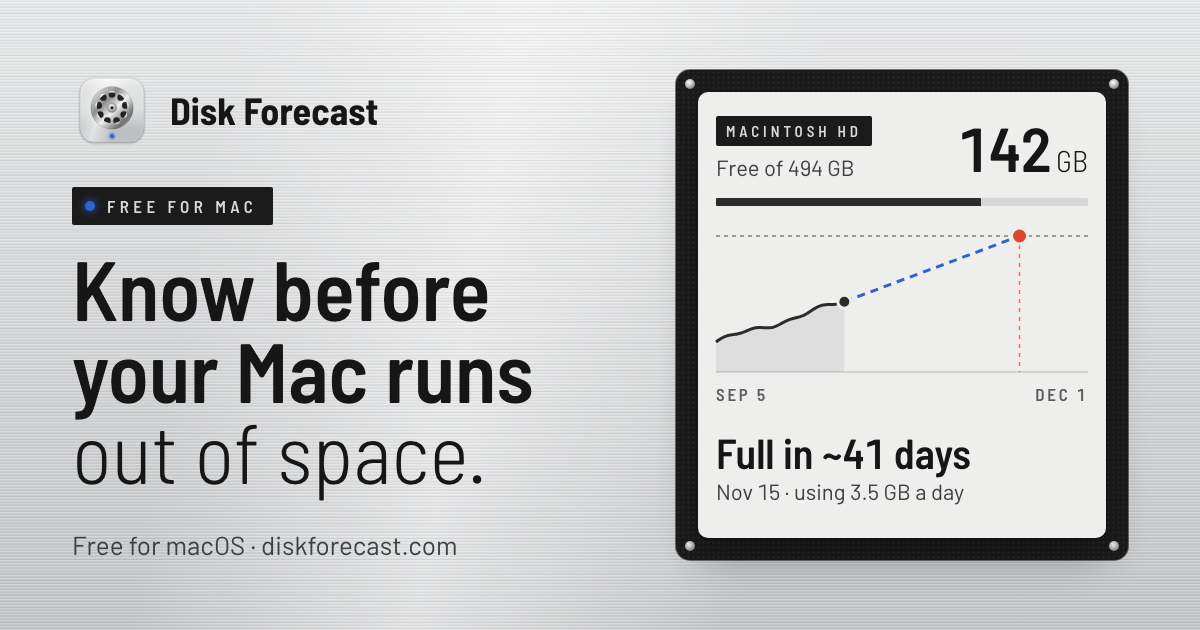 Disk Forecast
FREE FOR MAC
Know before
your Mac runs
out of space.
Free for macOS · diskforecast.com
MACINTOSH HD
Free of 494 GB
142 GB
SEP 5
DEC 1
Full in ~41 days
Nov 15 · using 3.5 GB a day